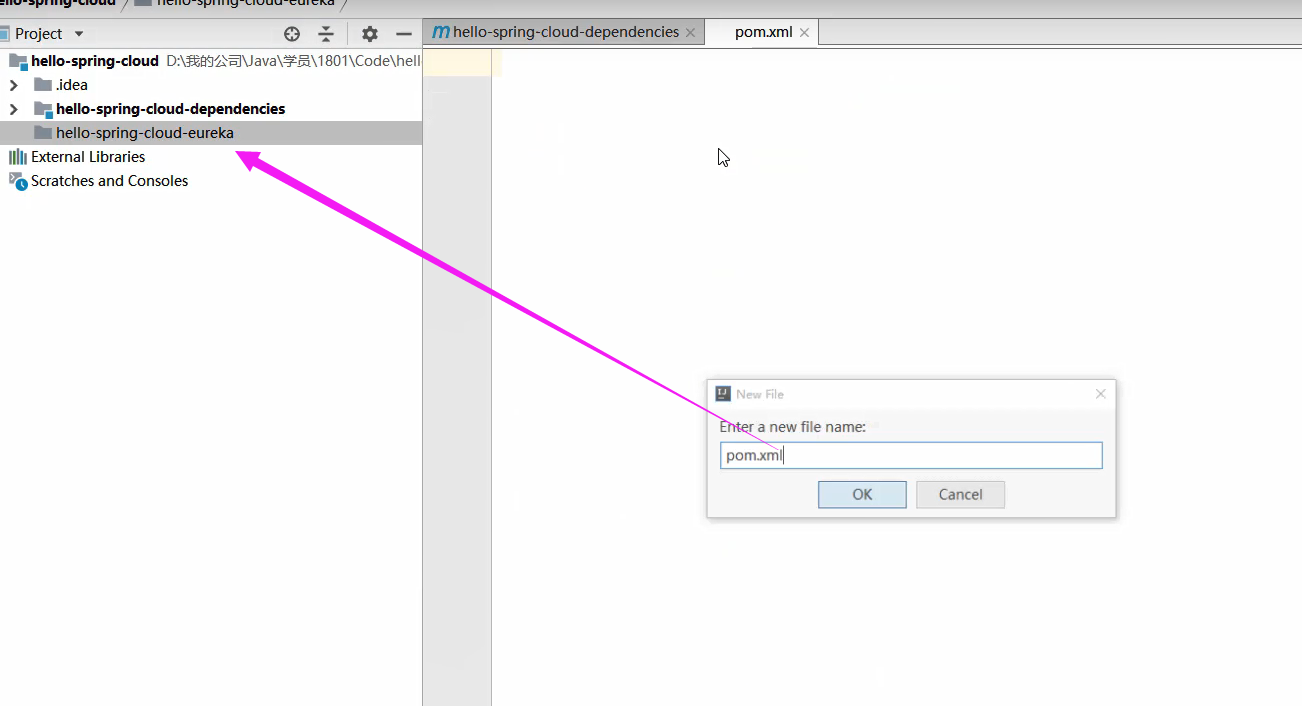 hello-spring-cloud hello-spring-cloud-eureka
Project
hello-spring-cloud-dependencies
pom.xml
hello-spring-cloud D:\我的公司\Java\学员\1801\Code\hell
.idea
hello-spring-cloud-dependencies
hello-spring-cloud-eureka
External Libraries
Scratches and Consoles
New File
Enter a new file name:
pom.xml
OK
Cancel